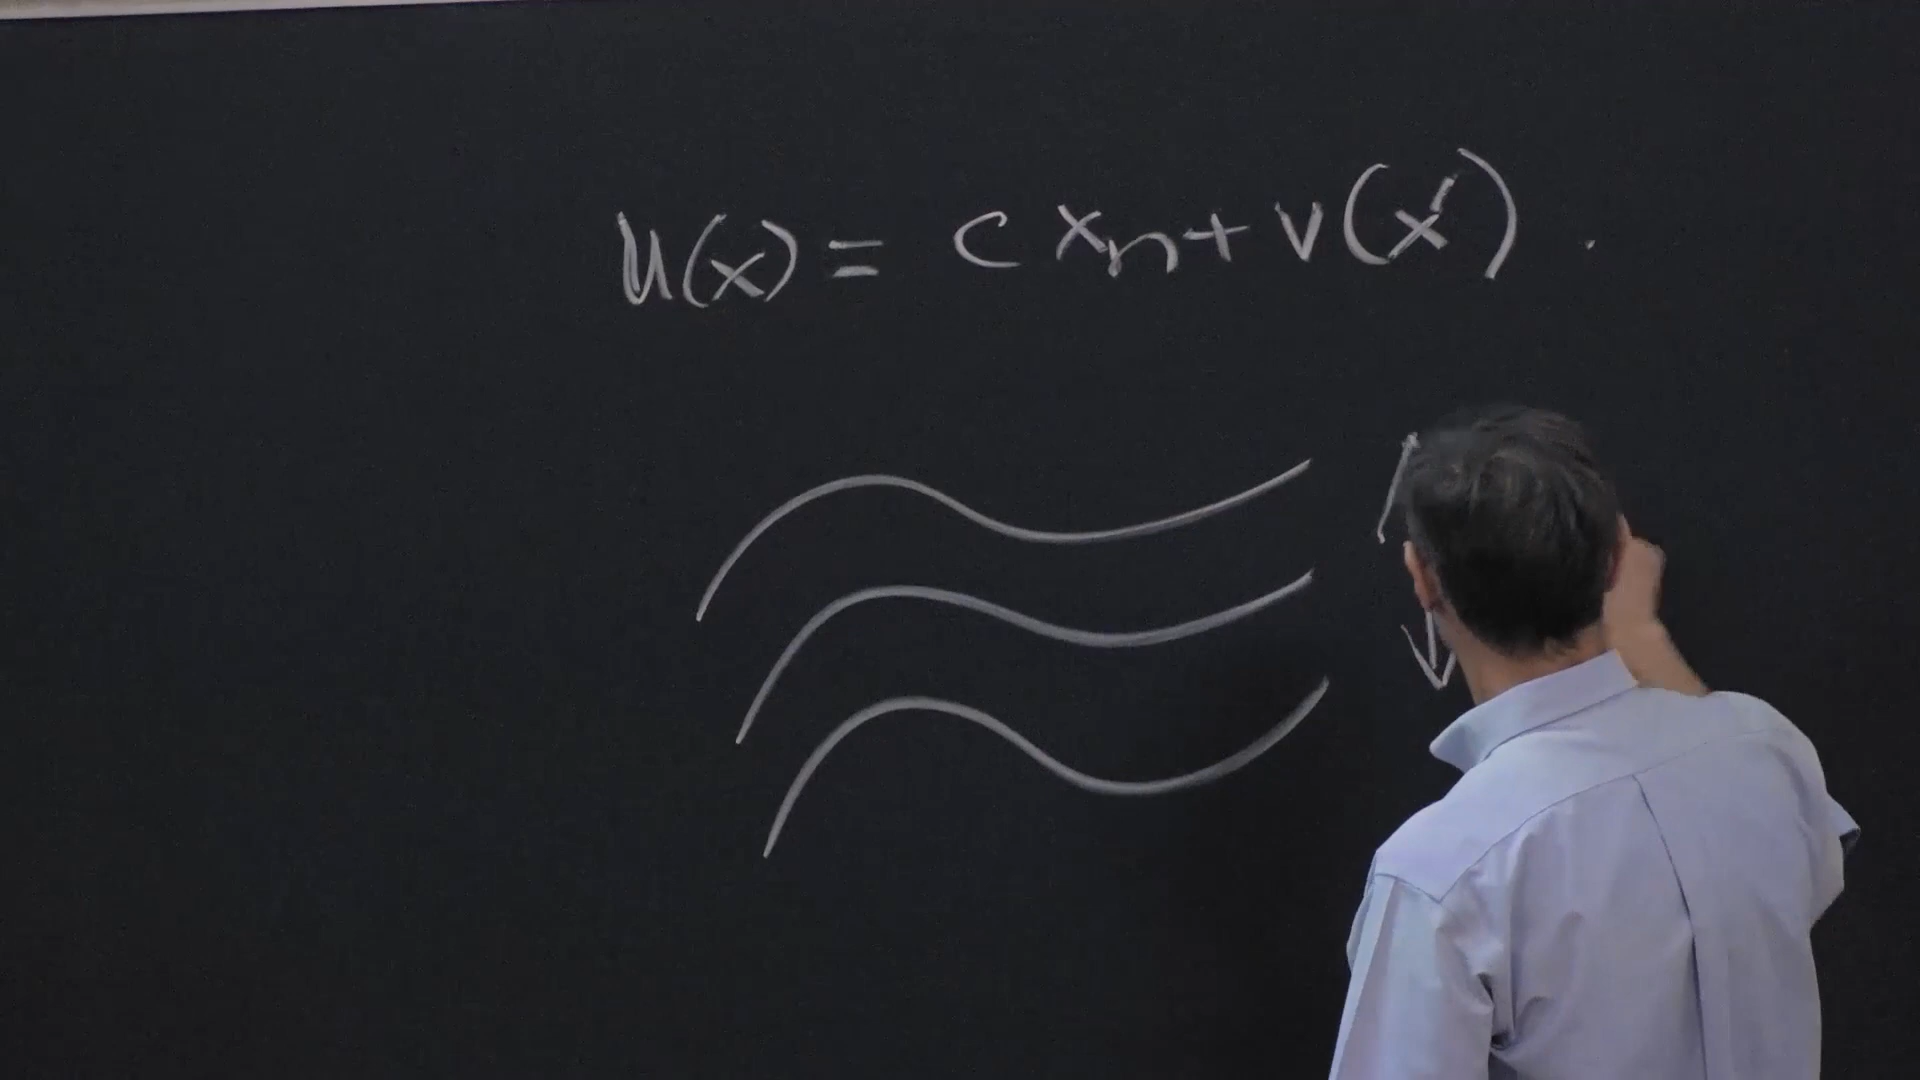 u(x) = c xₙ + v(x') .